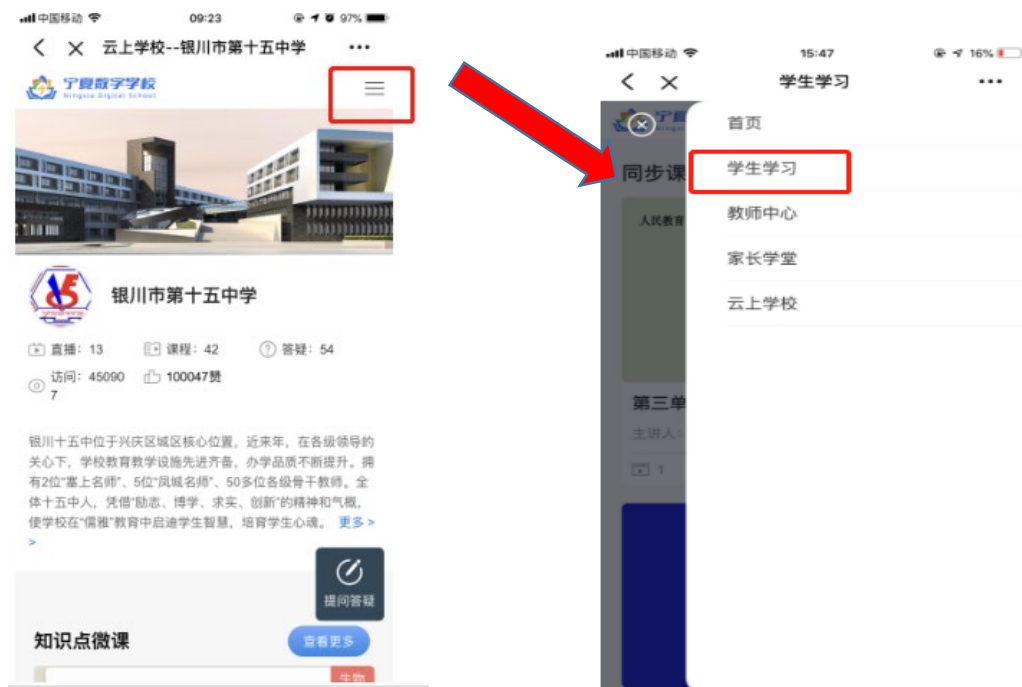 中国移动
09:23
97%
云上学校--银川市第十五中学
宁夏数字学校
Ningxia Digital School
银川市第十五中学
直播：13
课程：42
答疑：54
访问：45090
7
100047赞
银川十五中位于兴庆区城区核心位置，近来年，在各级领导的
关心下，学校教育教学设施先进齐备，办学品质不断提升。拥
有2位“塞上名师”、5位“凤城名师”、50多位各级骨干教师。全
体十五中人，凭借“励志、博学、求实、创新”的精神和气概，
使学校在“儒雅”教育中启迪学生智慧，培育学生心魂。 更多>
>
提问答疑
知识点微课
查看更多
生物
中国移动
15:47
16%
学生学习
首页
学生学习
教师中心
家长学堂
云上学校
同步课
人民教育
第三单
主讲人：
1